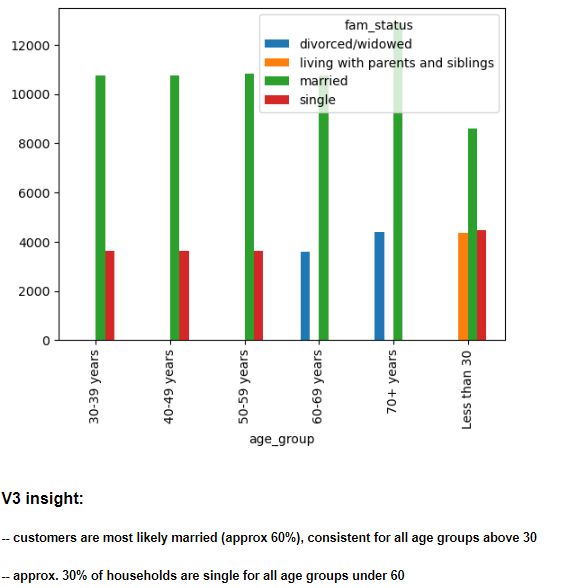 fam_status
divorced/widowed
living with parents and siblings
married
single
12000
10000
8000
6000
4000
2000
0
30-39 years
40-49 years
50-59 years
60-69 years
70+ years
Less than 30
age_group
V3 insight:
-- customers are most likely married (approx 60%), consistent for all age groups above 30
-- approx. 30% of households are single for all age groups under 60